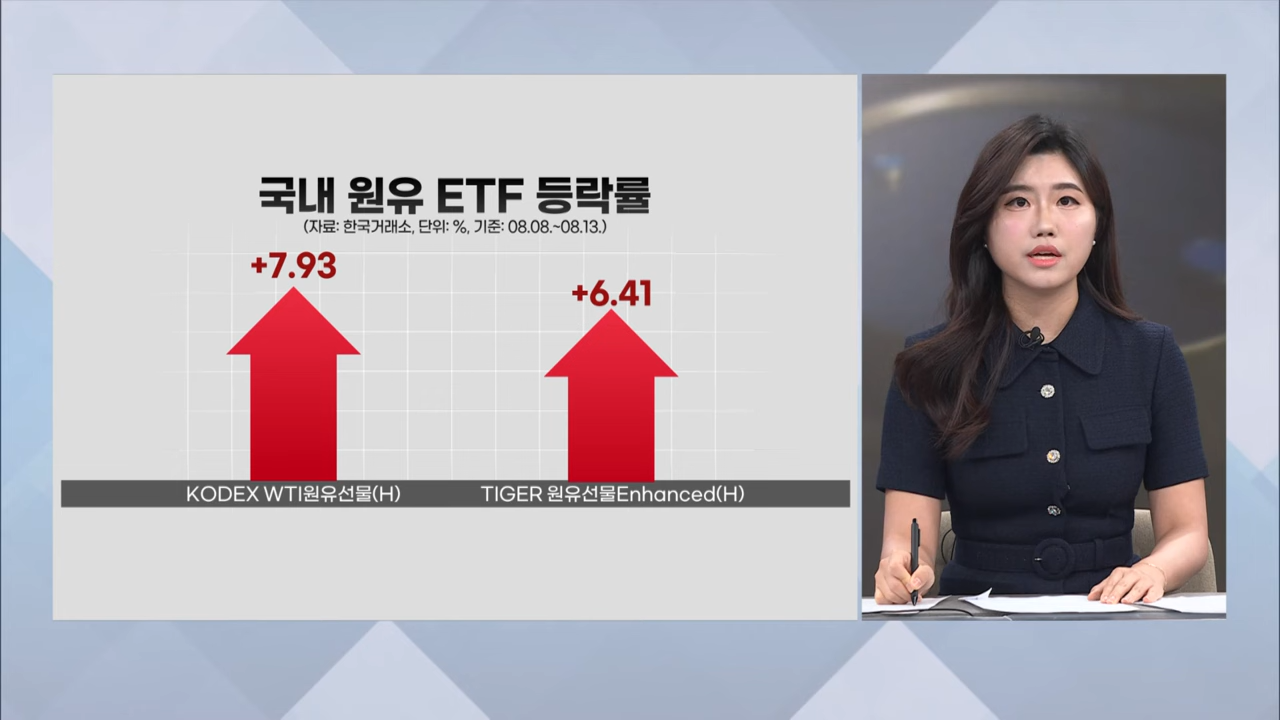 국내 원유 ETF 등락률
(자료: 한국거래소, 단위: %, 기준: 08.08.~08.13.)
+7.93
+6.41
KODEX WTI원유선물(H)
TIGER 원유선물Enhanced(H)